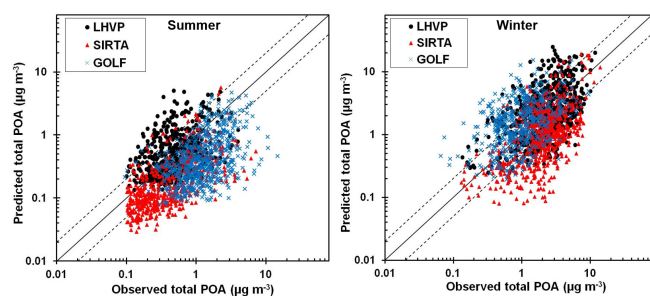 Summer
LHVP
SIRTA
GOLF
10
1
0.1
0.01
0.01
0.1
1
10
Predicted total POA (µg m⁻³)
Observed total POA (µg m⁻³)
Winter
LHVP
SIRTA
GOLF
10
1
0.1
0.01
0.01
0.1
1
10
Predicted total POA (µg m⁻³)
Observed total POA (µg m⁻³)